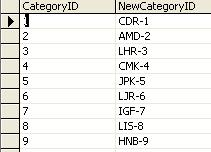 CategoryID NewCategoryID
1 CDR-1
2 AMD-2
3 LHR-3
4 CMK-4
5 JPK-5
6 LJR-6
7 IGF-7
8 LIS-8
9 HNB-9